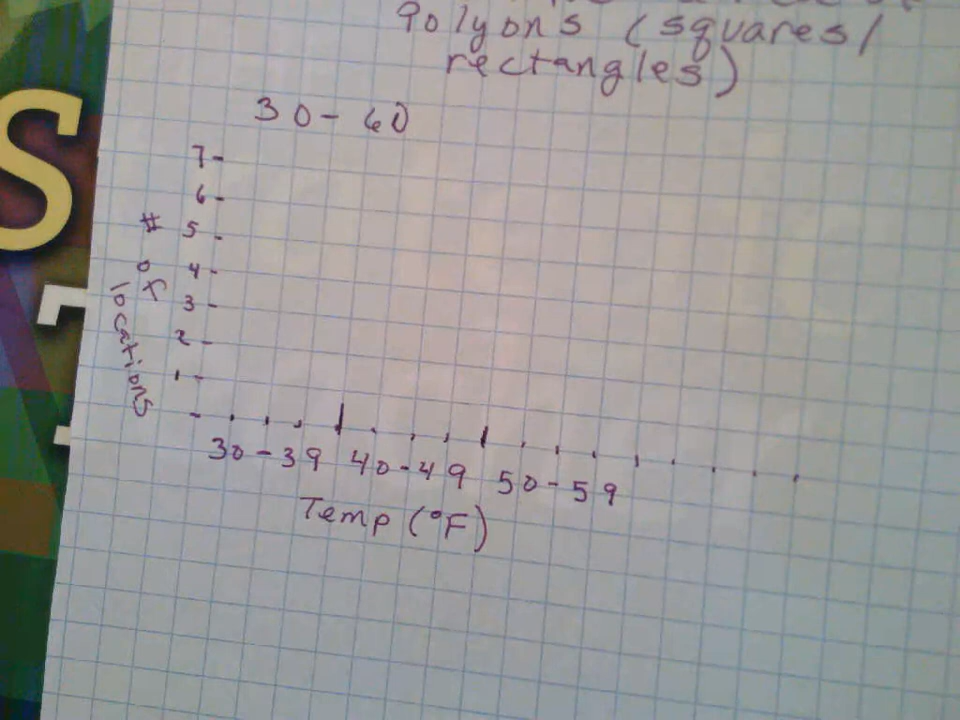 Polyons (squares/
rectangles)
30-60
7-
6-
# 5-
of 4-
3-
locations 2-
1-
30-39 40-49 50-59
Temp (°F)
S